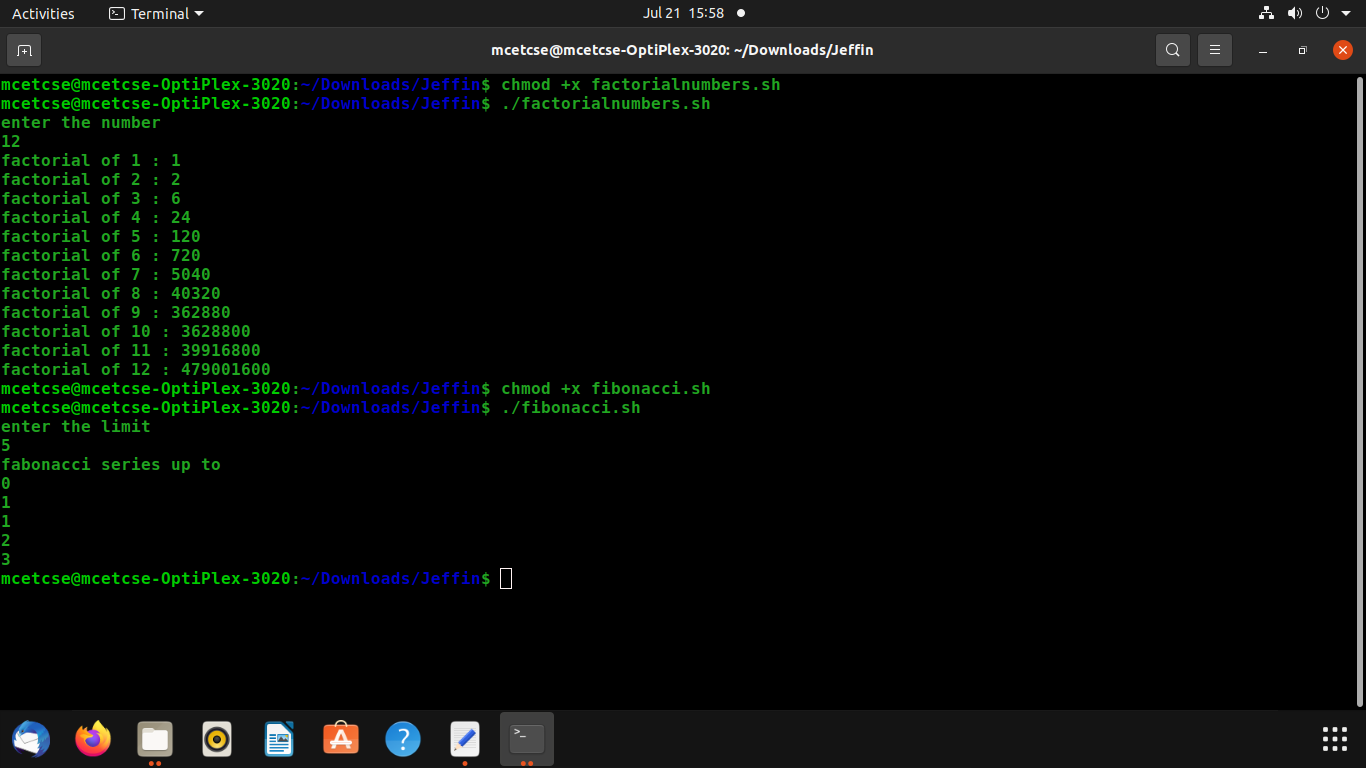 Activities
Terminal
Jul 21 15:58
mcetcse@mcetcse-OptiPlex-3020: ~/Downloads/Jeffin
mcetcse@mcetcse-OptiPlex-3020:~/Downloads/Jeffin$ chmod +x factorialnumbers.sh
mcetcse@mcetcse-OptiPlex-3020:~/Downloads/Jeffin$ ./factorialnumbers.sh
enter the number
12
factorial of 1 : 1
factorial of 2 : 2
factorial of 3 : 6
factorial of 4 : 24
factorial of 5 : 120
factorial of 6 : 720
factorial of 7 : 5040
factorial of 8 : 40320
factorial of 9 : 362880
factorial of 10 : 3628800
factorial of 11 : 39916800
factorial of 12 : 479001600
mcetcse@mcetcse-OptiPlex-3020:~/Downloads/Jeffin$ chmod +x fibonacci.sh
mcetcse@mcetcse-OptiPlex-3020:~/Downloads/Jeffin$ ./fibonacci.sh
enter the limit
5
fabonacci series up to
0
1
1
2
3
mcetcse@mcetcse-OptiPlex-3020:~/Downloads/Jeffin$